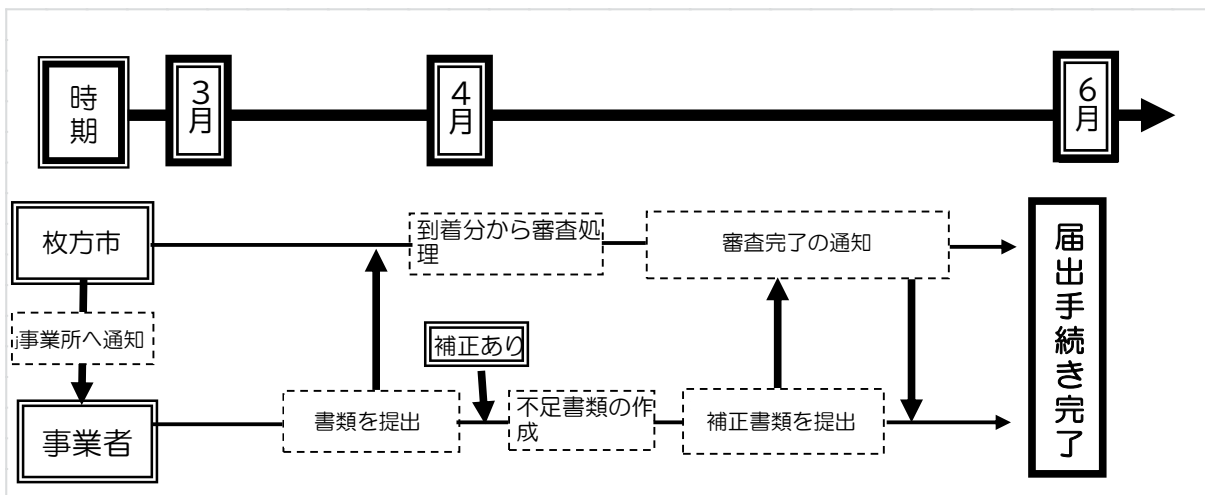 時期
3月
4月
6月
枚方市
到着分から審査処
理
審査完了の通知
届出手続き完了
事業所へ通知
補正あり
事業者
書類を提出
不足書類の作
成
補正書類を提出